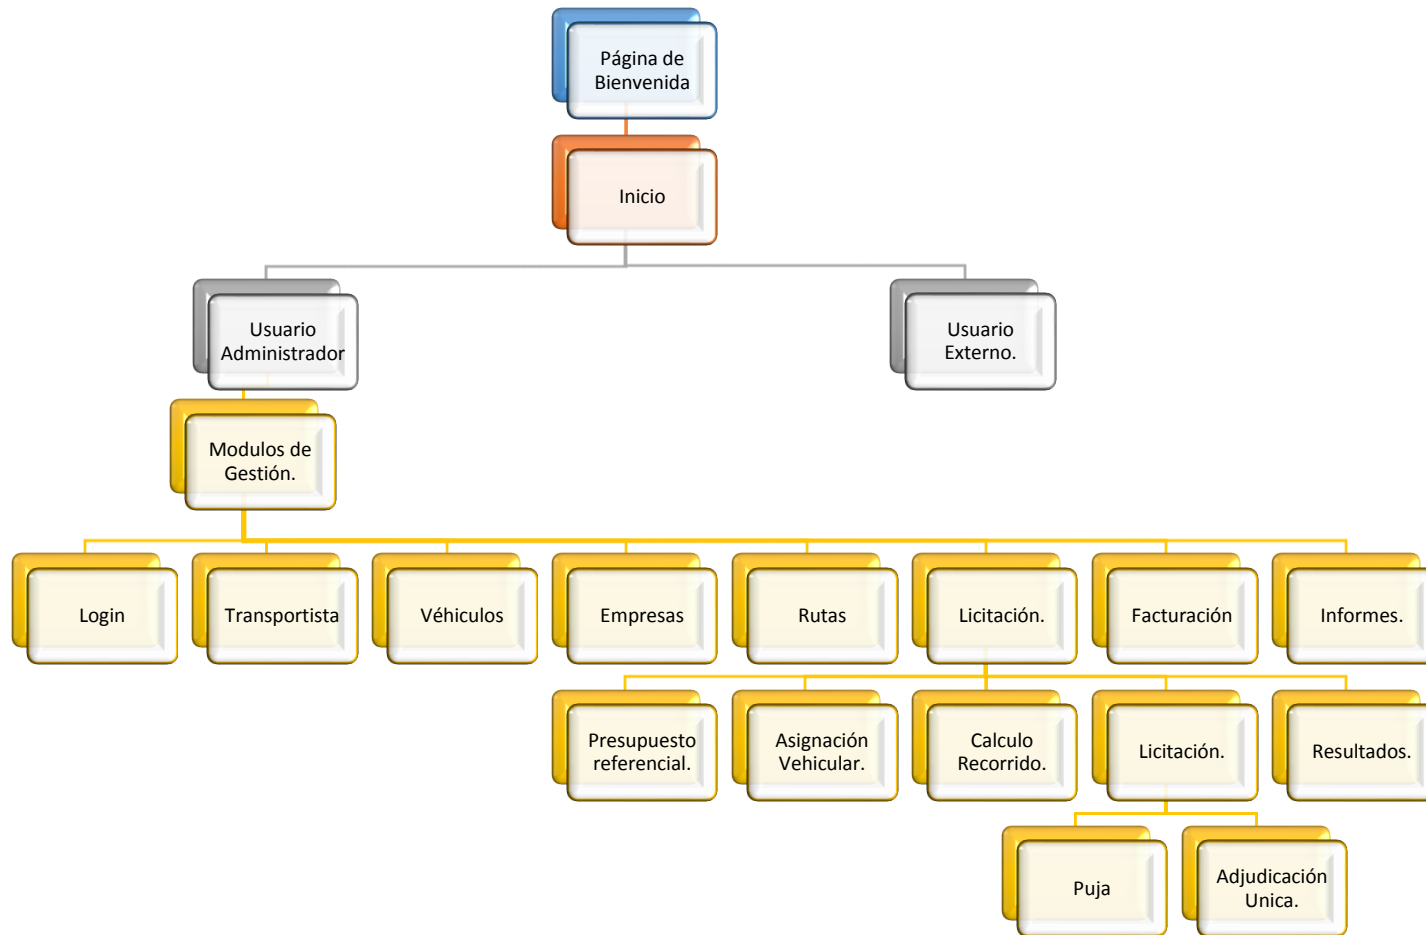 Página de
Bienvenida
Inicio
Usuario
Administrador
Usuario
Externo.
Modulos de
Gestión.
Login
Transportista
Véhiculos
Empresas
Rutas
Licitación.
Facturación
Informes.
Presupuesto
referencial.
Asignación
Vehicular.
Calculo
Recorrido.
Licitación.
Resultados.
Puja
Adjudicación
Unica.